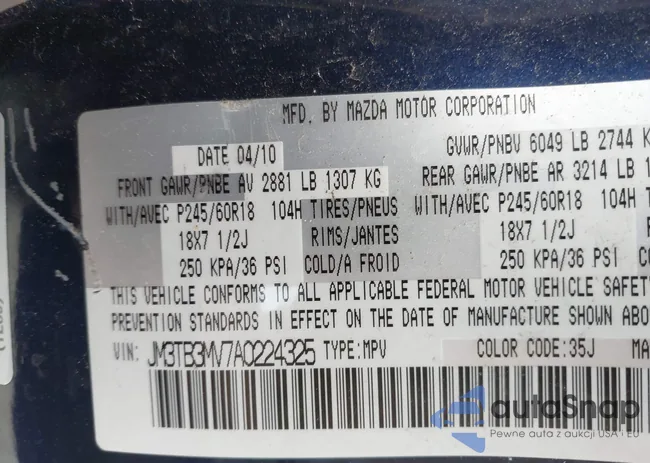 MFD. BY MAZDA MOTOR CORPORATION
DATE 04/10
GVWR/PNBV 6049 LB 2744 K
FRONT GAWR/PNBE AV 2881 LB 1307 KG
REAR GAWR/PNBE AR 3214 LB 1
WITH/AVEC P245/60R18 104H TIRES/PNEUS
WITH/AVEC P245/60R18 104H T
18X7 1/2J RIMS/JANTES
18X7 1/2J
250 KPA/36 PSI COLD/A FROID
250 KPA/36 PSI
THIS VEHICLE CONFORMS TO ALL APPLICABLE FEDERAL MOTOR VEHICLE SAFET
PREVENTION STANDARDS IN EFFECT ON THE DATE OF MANUFACTURE SHOWN ABO
VIN: JM3TB3MV7A0224325 TYPE:MPV
COLOR CODE:35J MA
autoSnap
Pewne auta z aukcji USA i EU